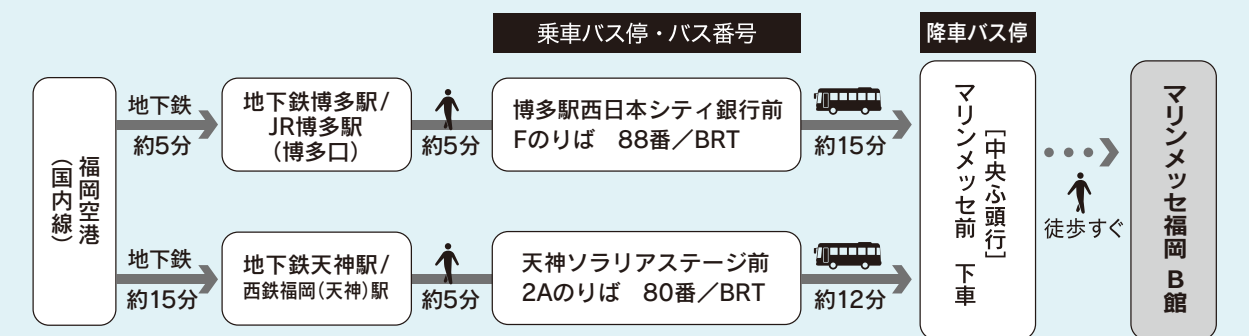 乗車バス停・バス番号
降車バス停
福岡空港
（国内線）
地下鉄
約5分
地下鉄博多駅/
JR博多駅
（博多口）
約5分
博多駅西日本シティ銀行前
Fのりば　88番／BRT
約15分
地下鉄
約15分
地下鉄天神駅/
西鉄福岡(天神)駅
約5分
天神ソラリアステージ前
2Aのりば　80番／BRT
約12分
［中央ふ頭行］
マリンメッセ前　下車
徒歩すぐ
マリンメッセ福岡 B館